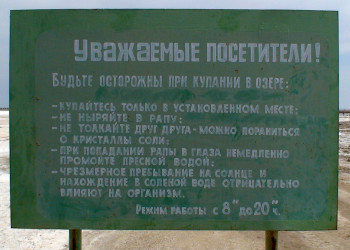 Уважаемые посетители!
Будьте осторожны при купании в озере:
-купайтесь только в установленном месте;
-не ныряйте в рапу;
-не толкайте друг друга-можно пораниться
о кристаллы соли;
-при попадании рапы в глаза немедленно
промойте пресной водой;
-чрезмерное пребывание на солнце и
нахождение в соленой воде отрицательно
влияют на организм.
Режим работы с 8°° до 20°° ч.